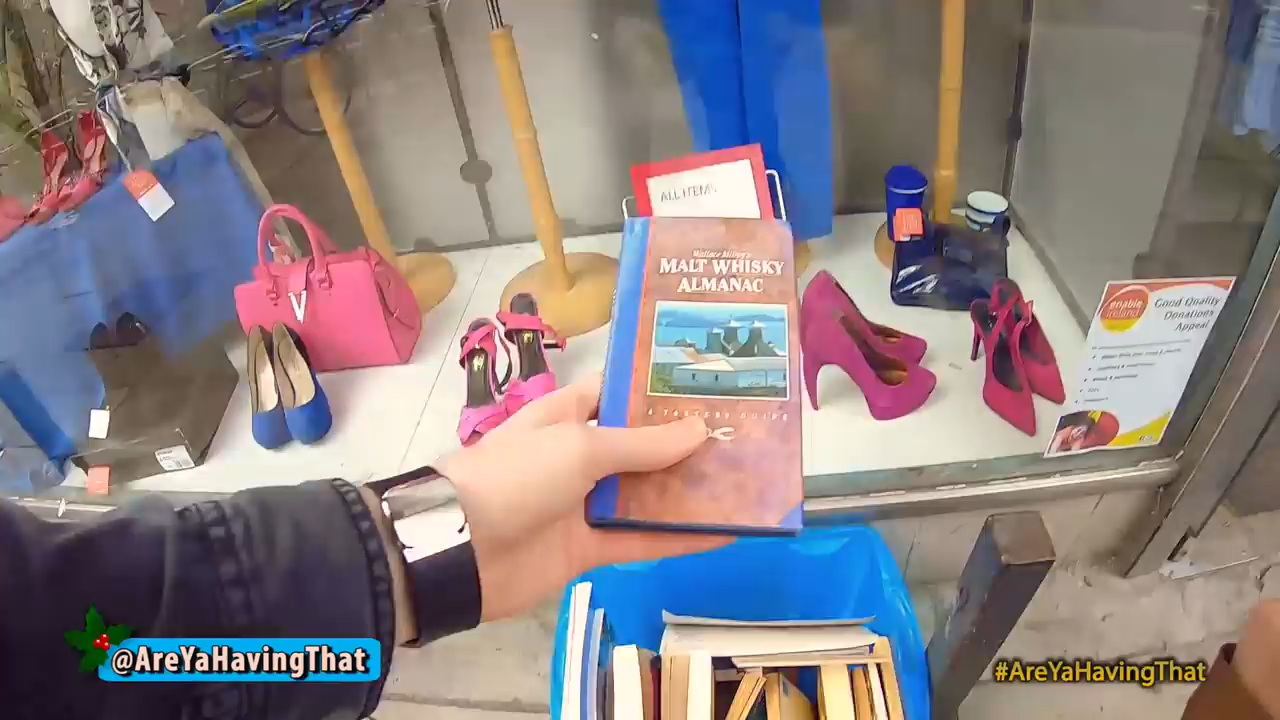 ALL ITEMS
Wallace Milroy's
MALT WHISKY
ALMANAC
A TASTERS GUIDE
V
enable
ireland
Good Quality
Donations
Appeal
@AreYaHavingThat
#AreYaHavingThat